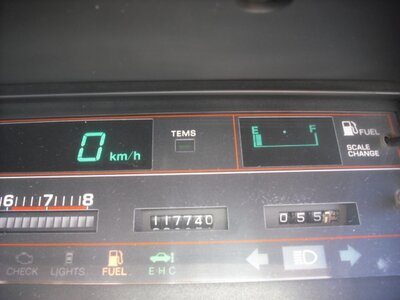 TEMS
E F
FUEL
0 km/h
SCALE
CHANGE
6 7 8
117740
055
CHECK LIGHTS FUEL EHC